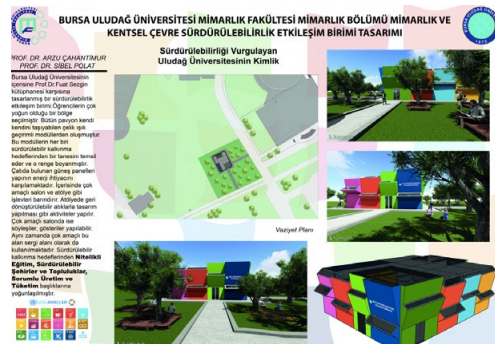 BURSA ULUDAĞ ÜNİVERSİTESİ MİMARLIK FAKÜLTESİ MİMARLIK BÖLÜMÜ MİMARLIK VE
KENTSEL ÇEVRE SÜRDÜRÜLEBİLİRLİK ETKİLEŞİM BİRİMİ TASARIMI
PROF. DR. ARZU ÇAHANTİMUR
PROF. DR. SİBEL POLAT
Sürdürülebilirliği Vurgulayan
Uludağ Üniversitesinin Kimlik
Bursa Uludağ Üniversitesinin
içerisine Prof.Dr.Fuat Sezgin
kütüphanesi karşısına
tasarlanmış bir sürdürülebilirlik
etkileşim birimi.Öğrencilerin çok
yoğun olduğu bir bölge
seçilmiştir. Bütün pavyon kendi
kendini taşıyabilen çelik ışık
geçirimli modüllerden oluşmuştur.
Bu modüllerin her biri
sürdürülebilir kalkınma
hedeflerinden bir tanesini temsil
eder ve o renge boyanmıştır.
Çatıda bulunan güneş panelleri
yapının enerji ihtiyacını
karşılamaktadır. İçerisinde çok
amaçlı salon ve atölye gibi
işlevleri barındırır. Atölyede geri
dönüştürülebilir atıklarla tasarım
yapılması gibi aktiviteler yapılır.
Çok amaçlı salonda ise
söyleşiler, gösteriler yapılabilir.
Aynı zamanda çok amaçlı bu
alan sergi alanı olarak da
kullanılmaktadır. Sürdürülebilir
kalkınma hedeflerinden Nitelikli
Eğitim, Sürdürülebilir
Şehirler ve Topluluklar,
Sorumlu Üretim ve
Tüketim başlıklarına
yoğunlaşılmıştır.
Vaziyet Planı